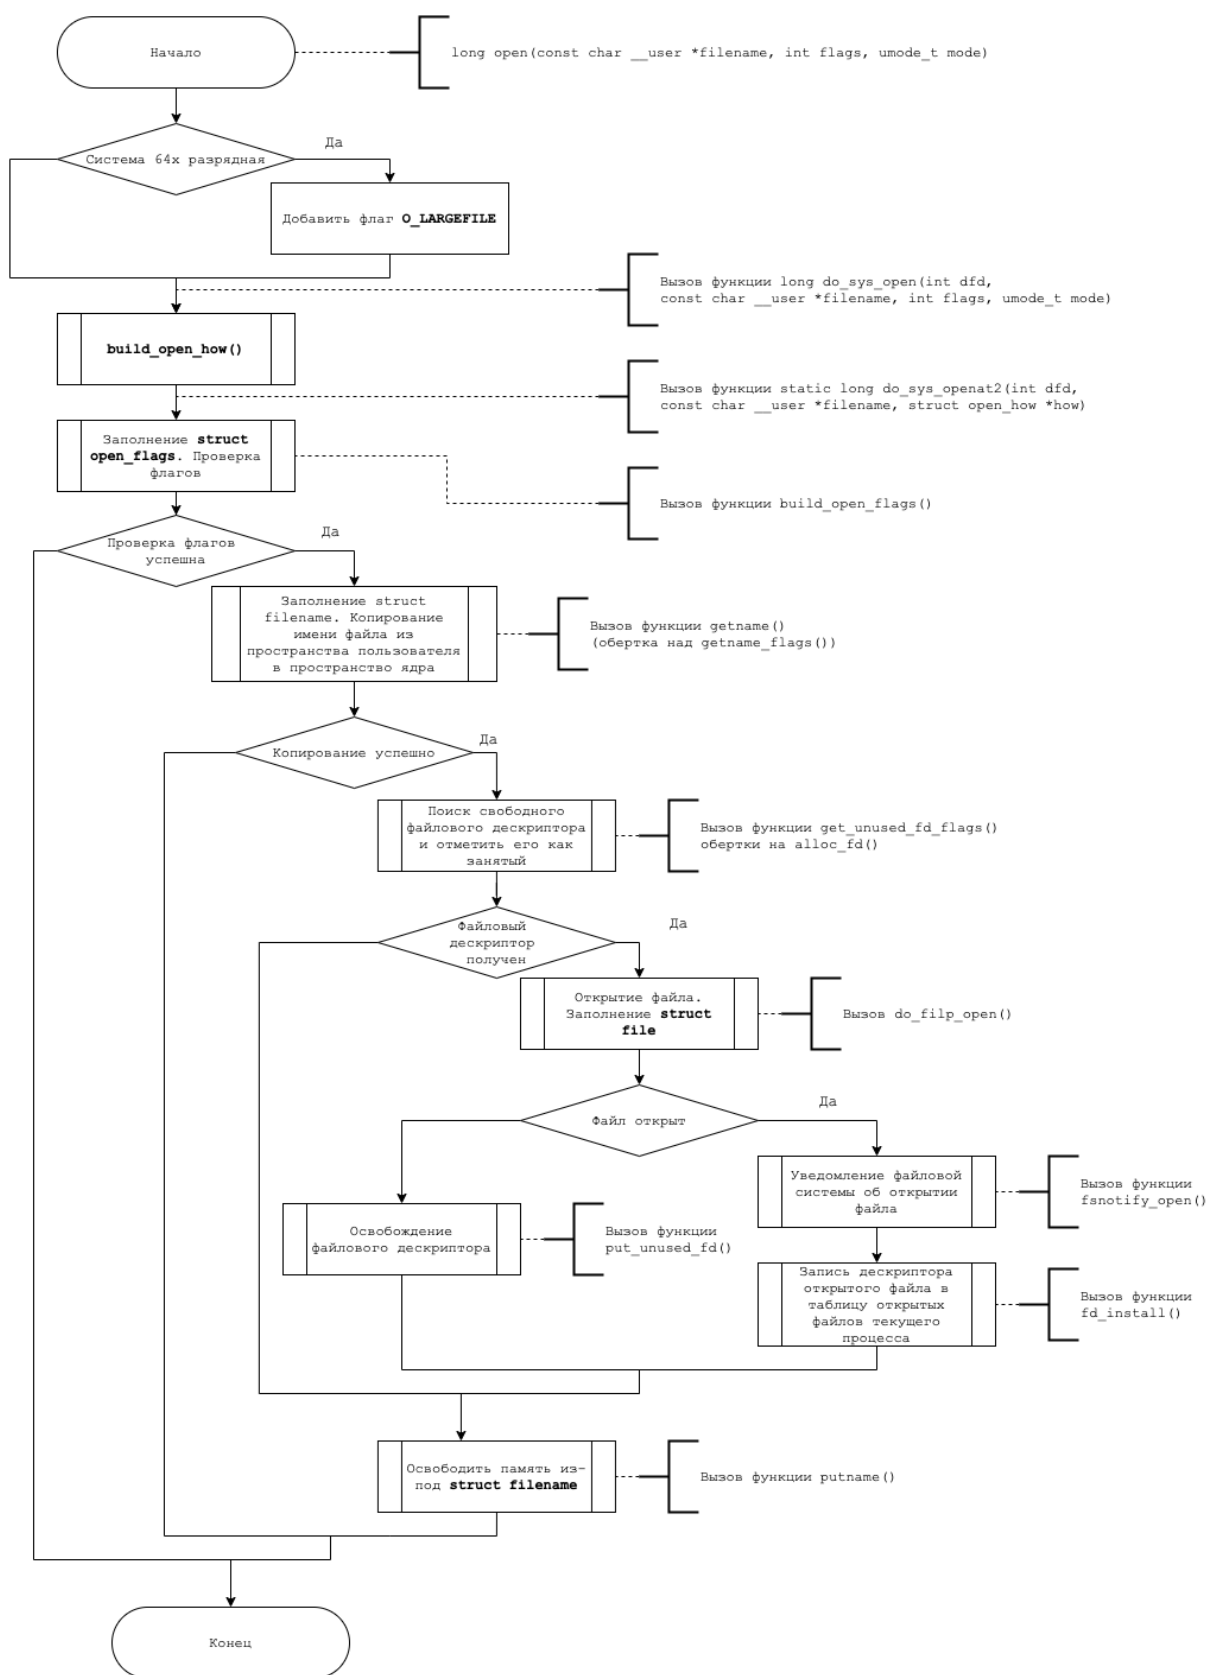 Начало
long open(const char __user *filename, int flags, umode_t mode)
Да
Система 64х разрядная
Добавить флаг O_LARGEFILE
Вызов функции long do_sys_open(int dfd,
const char __user *filename, int flags, umode_t mode)
build_open_how()
Вызов функции static long do_sys_openat2(int dfd,
const char __user *filename, struct open_how *how)
Заполнение struct
open_flags. Проверка
флагов
Вызов функции build_open_flags()
Да
Проверка флагов
успешна
Заполнение struct
filename. Копирование
имени файла из
пространства пользователя
в пространство ядра
Вызов функции getname()
(обертка над getname_flags())
Да
Копирование успешно
Поиск свободного
файлового дескриптора
и отметить его как
занятый
Вызов функции get_unused_fd_flags()
обертки на alloc_fd()
Да
Файловый
дескриптор
получен
Открытие файла.
Заполнение struct
file
Вызов do_filp_open()
Да
Файл открыт
Уведомление файловой
системы об открытии
файла
Вызов функции
fsnotify_open()
Освобождение
файлового дескриптора
Вызов функции
put_unused_fd()
Запись дескриптора
открытого файла в
таблицу открытых
файлов текущего
процесса
Вызов функции
fd_install()
Освободить память из-
под struct filename
Вызов функции putname()
Конец